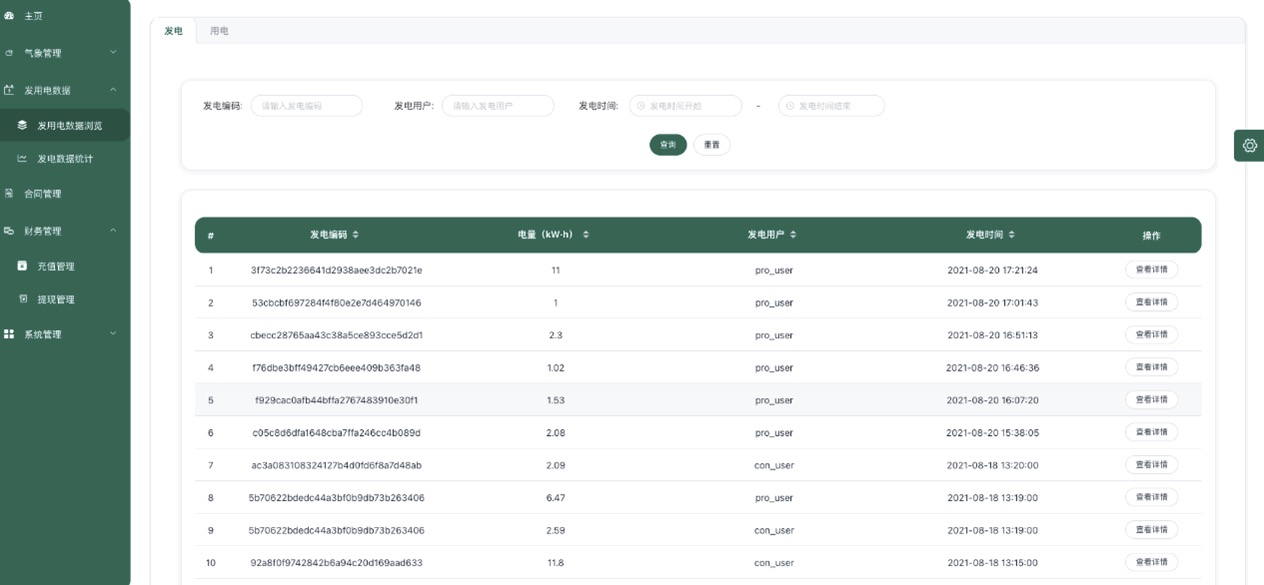 主页
气象管理
发用电数据
发用电数据浏览
发电数据统计
合同管理
财务管理
充值管理
提现管理
系统管理
发电 用电
发电编码: 请输入发电编码 发电用户: 请输入发电用户 发电时间: 发电时间开始 - 发电时间结束
查询 重置
# 发电编码 电量（kW·h） 发电用户 发电时间 操作
1 3f73c2b2236641d2938aee3dc2b7021e 11 pro_user 2021-08-20 17:21:24 查看详情
2 53cbcbf697284f4f80e2e7d464970146 1 pro_user 2021-08-20 17:01:43 查看详情
3 cbecc28765aa43c38a5ce893cce5d2d1 2.3 pro_user 2021-08-20 16:51:13 查看详情
4 f76dbe3bff49427cb6eee409b363fa48 1.02 pro_user 2021-08-20 16:46:36 查看详情
5 f929cac0afb44bffa2767483910e30f1 1.53 pro_user 2021-08-20 16:07:20 查看详情
6 c05c8d6dfa1648cba7ffa246cc4b089d 2.08 pro_user 2021-08-20 15:38:05 查看详情
7 ac3a083108324127b4d0fd6f8a7d48ab 2.09 con_user 2021-08-18 13:20:00 查看详情
8 5b70622bdedc44a3bf0b9db73b263406 6.47 pro_user 2021-08-18 13:19:00 查看详情
9 5b70622bdedc44a3bf0b9db73b263406 2.59 con_user 2021-08-18 13:19:00 查看详情
10 92a8f0f9742842b6a94c20d169aad633 11.8 con_user 2021-08-18 13:15:00 查看详情